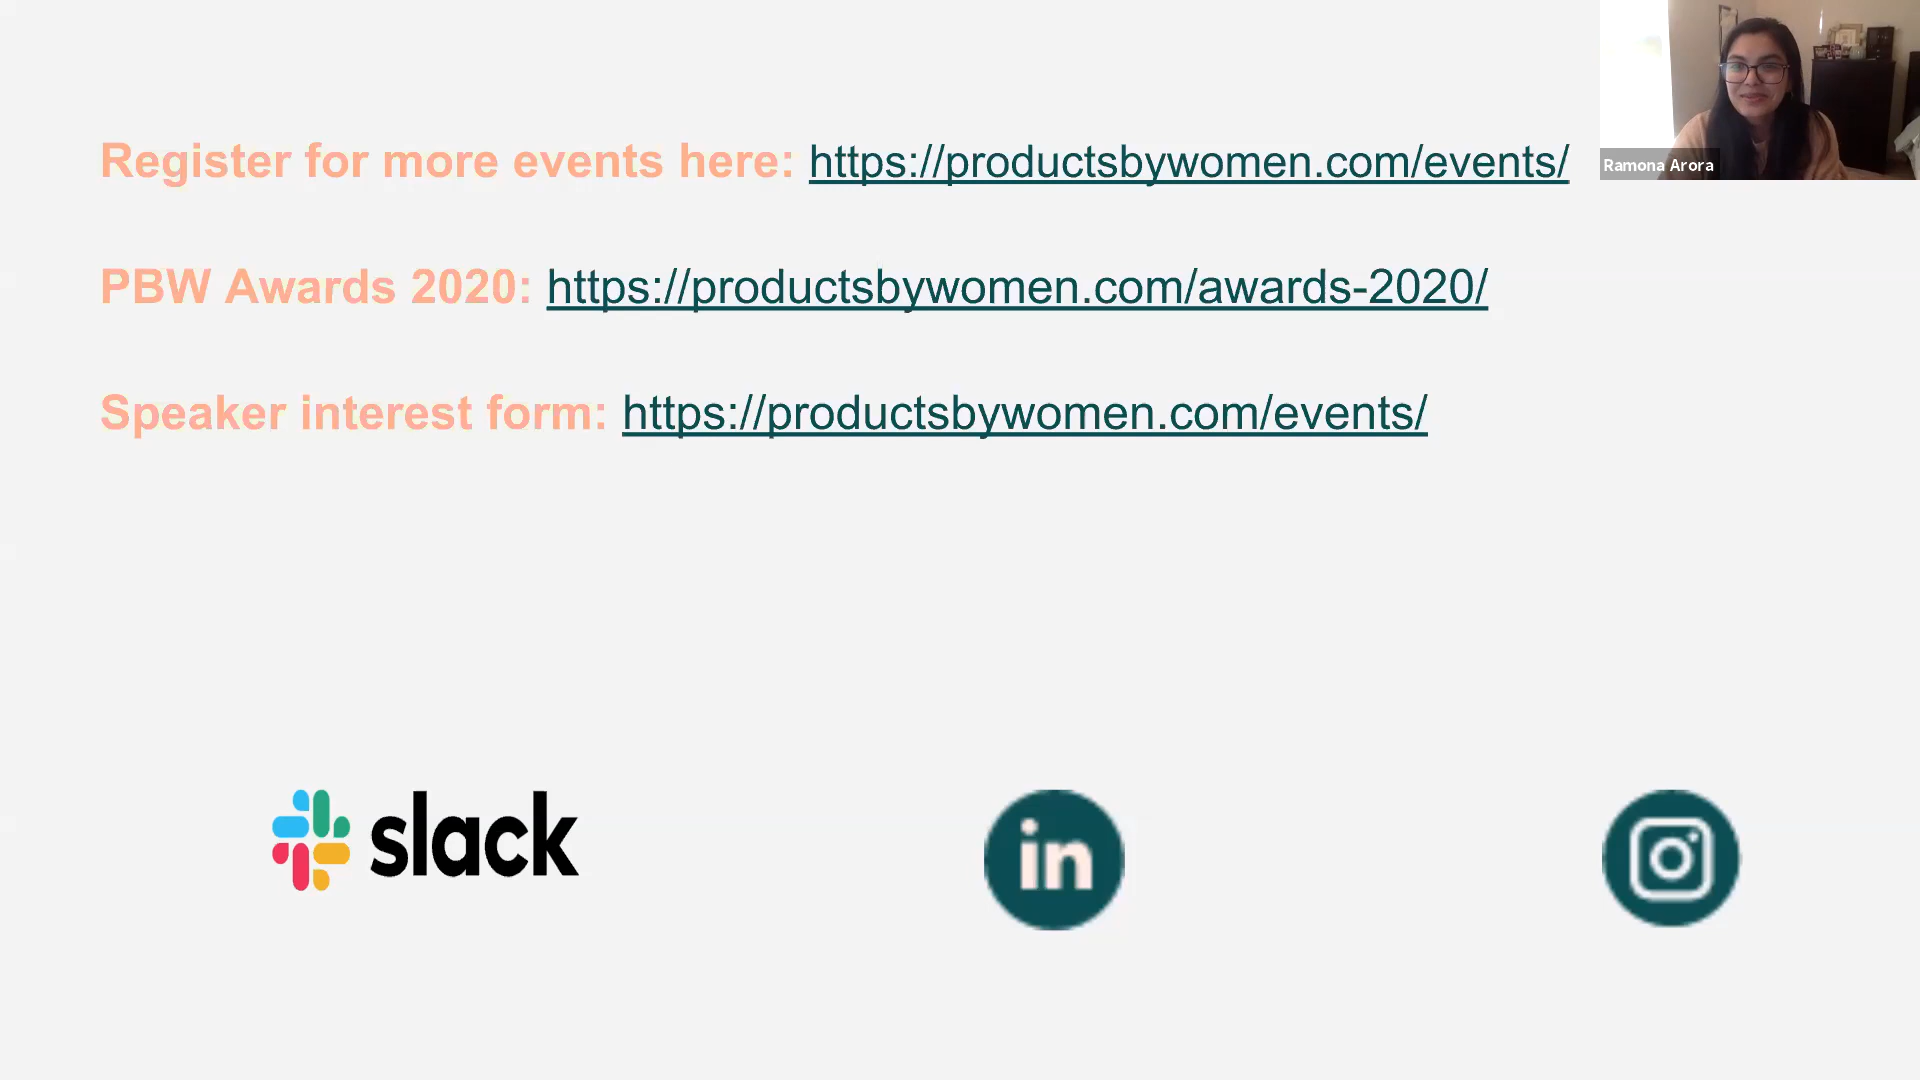 Register for more events here: https://productsbywomen.com/events/
Ramona Arora
PBW Awards 2020: https://productsbywomen.com/awards-2020/
Speaker interest form: https://productsbywomen.com/events/
slack
in